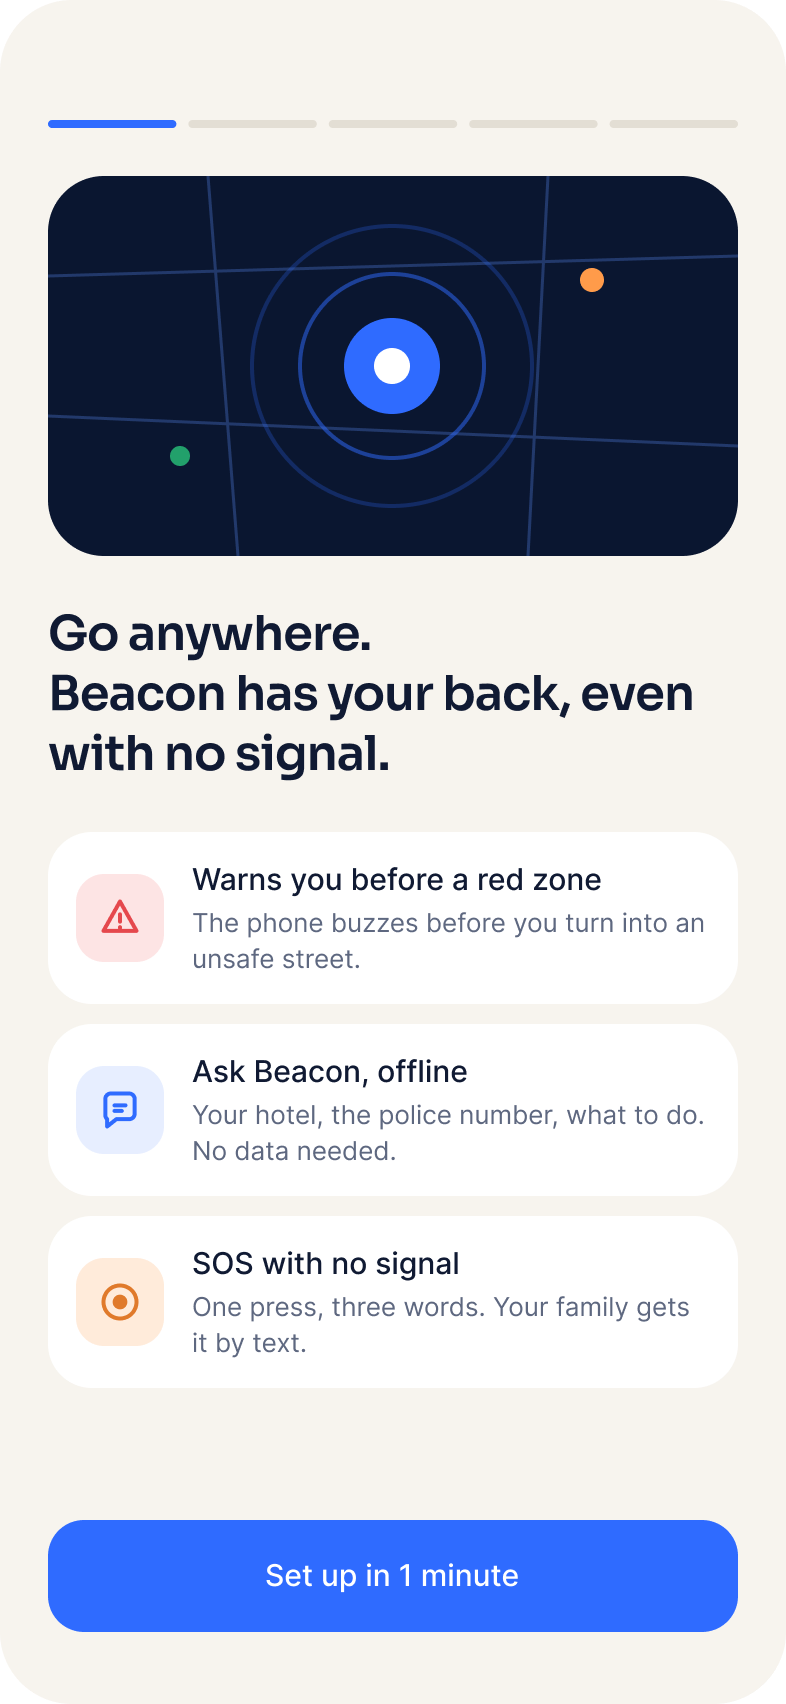 Go anywhere.
Beacon has your back, even
with no signal.
Warns you before a red zone
The phone buzzes before you turn into an
unsafe street.
Ask Beacon, offline
Your hotel, the police number, what to do.
No data needed.
SOS with no signal
One press, three words. Your family gets
it by text.
Set up in 1 minute